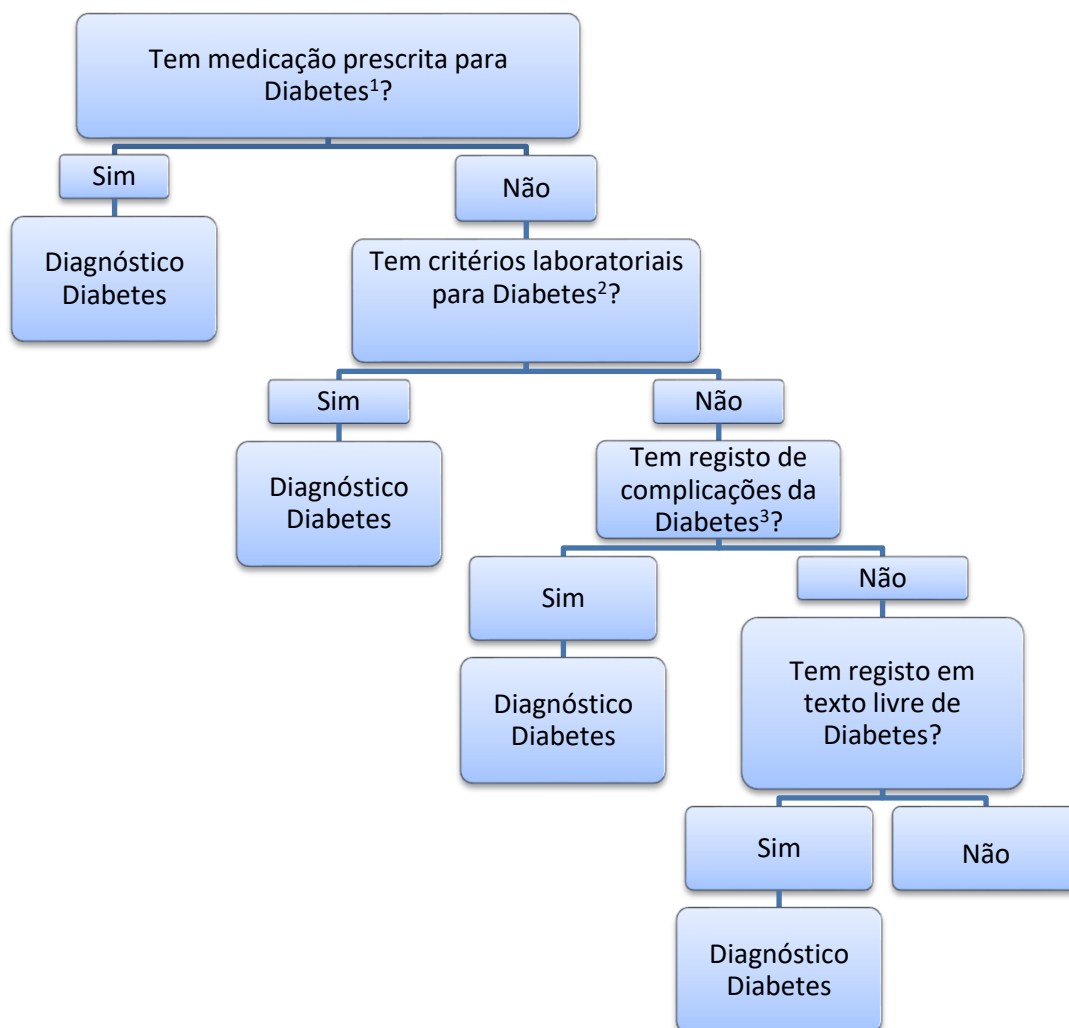 Tem medicação prescrita para
Diabetes¹?
Sim
Não
Diagnóstico
Diabetes
Tem critérios laboratoriais
para Diabetes²?
Sim
Não
Diagnóstico
Diabetes
Tem registo de
complicações da
Diabetes³?
Sim
Não
Diagnóstico
Diabetes
Tem registo em
texto livre de
Diabetes?
Sim
Não
Diagnóstico
Diabetes